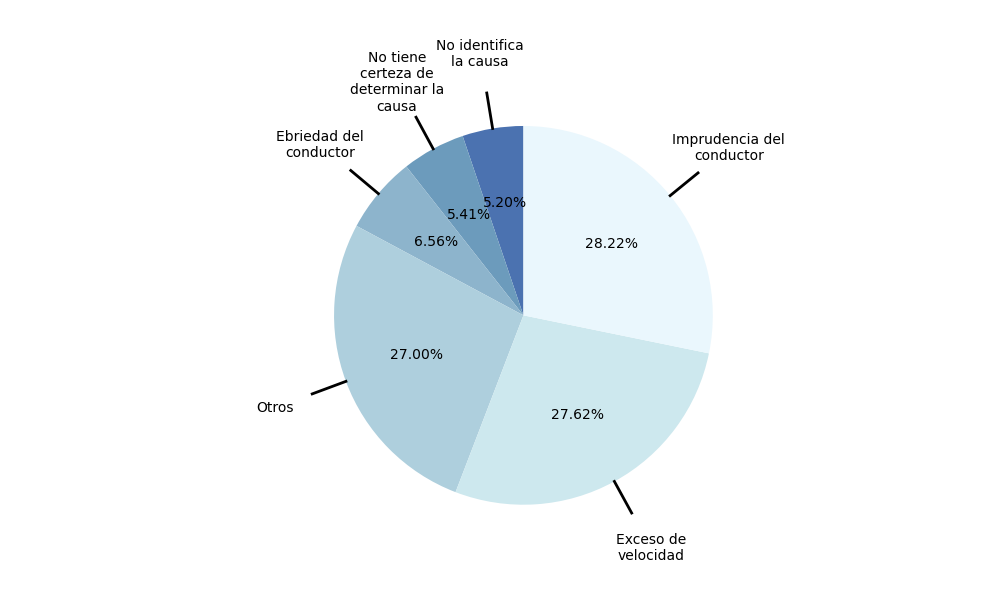 No identifica
la causa
No tiene
certeza de
determinar la
causa
Ebriedad del
conductor
Imprudencia del
conductor
5.20%
5.41%
6.56%
28.22%
27.00%
27.62%
Otros
Exceso de
velocidad